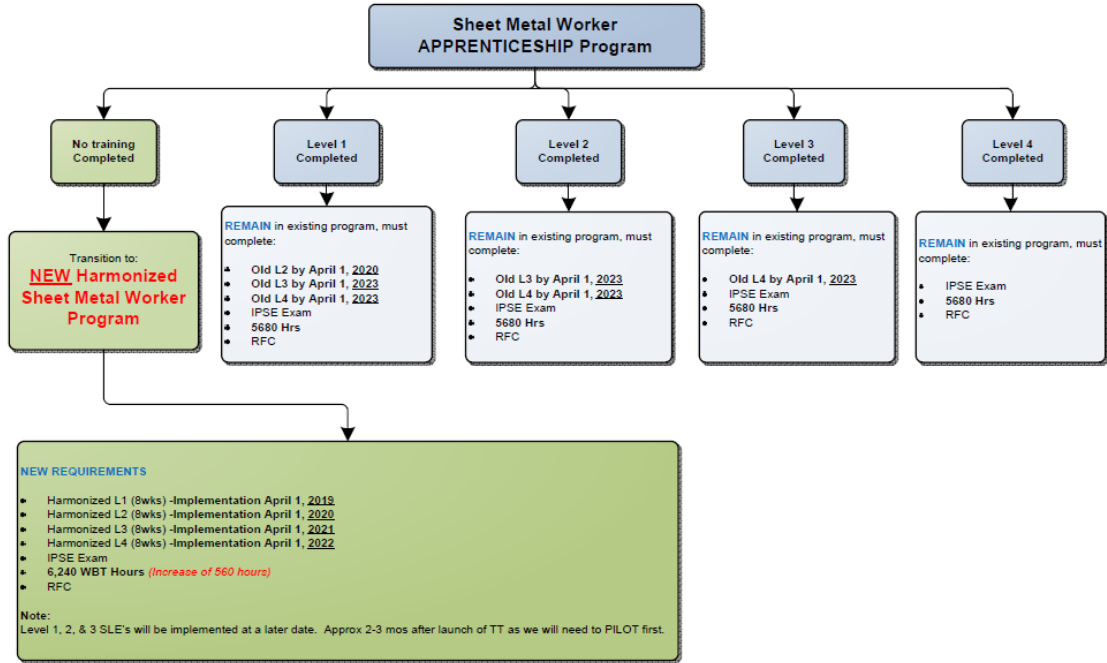 Sheet Metal Worker
APPRENTICESHIP Program
No training
Completed
Level 1
Completed
Level 2
Completed
Level 3
Completed
Level 4
Completed
Transition to:
NEW Harmonized
Sheet Metal Worker
Program
REMAIN in existing program, must
complete:
Old L2 by April 1, 2020
Old L3 by April 1, 2023
Old L4 by April 1, 2023
IPSE Exam
5680 Hrs
RFC
REMAIN in existing program, must
complete:
Old L3 by April 1, 2023
Old L4 by April 1, 2023
IPSE Exam
5680 Hrs
RFC
REMAIN in existing program, must
complete:
Old L4 by April 1, 2023
IPSE Exam
5680 Hrs
RFC
REMAIN in existing program, must
complete:
IPSE Exam
5680 Hrs
RFC
NEW REQUIREMENTS
Harmonized L1 (8wks) -Implementation April 1, 2019
Harmonized L2 (8wks) -Implementation April 1, 2020
Harmonized L3 (8wks) -Implementation April 1, 2021
Harmonized L4 (8wks) -Implementation April 1, 2022
IPSE Exam
6,240 WBT Hours (Increase of 560 hours)
RFC
Note:
Level 1, 2, & 3 SLE's will be implemented at a later date. Approx 2-3 mos after launch of TT as we will need to PILOT first.